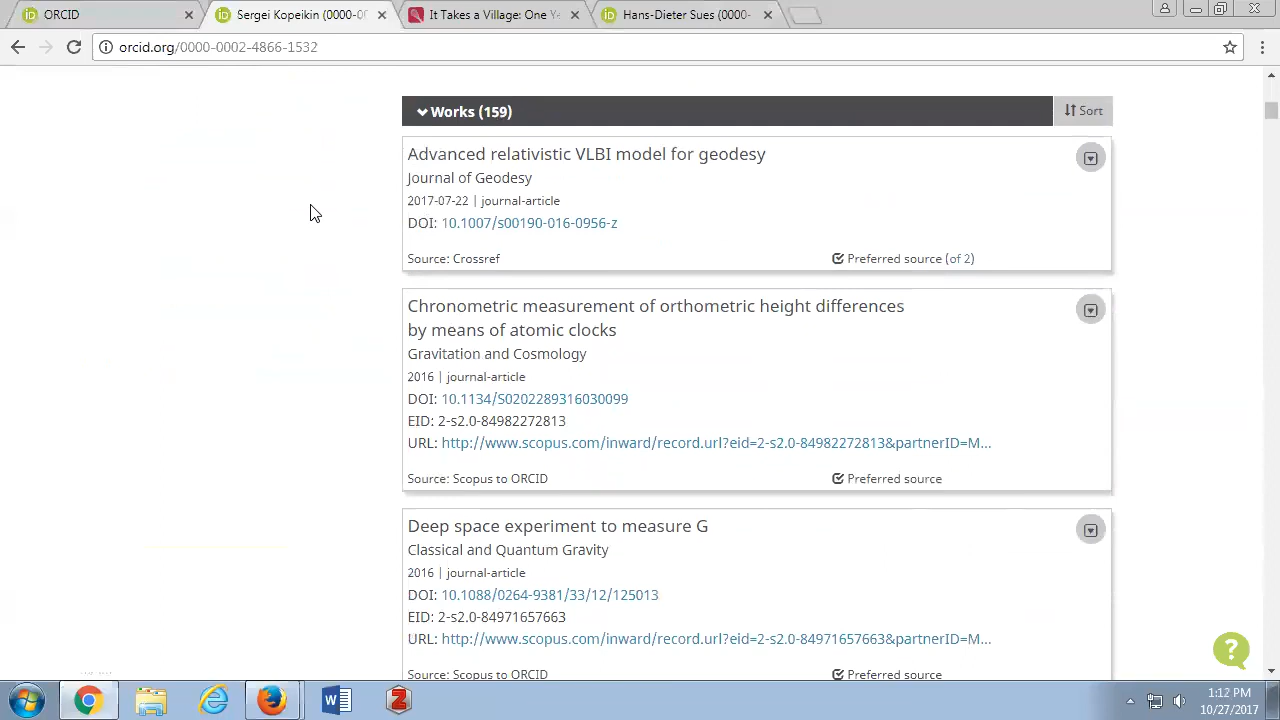 ORCID
Sergei Kopeikin (0000-0
It Takes a Village: One Ye
Hans-Dieter Sues (0000-
orcid.org/0000-0002-4866-1532
Works (159)
Sort
Advanced relativistic VLBI model for geodesy
Journal of Geodesy
2017-07-22 | journal-article
DOI: 10.1007/s00190-016-0956-z
Source: Crossref
Preferred source (of 2)
Chronometric measurement of orthometric height differences
by means of atomic clocks
Gravitation and Cosmology
2016 | journal-article
DOI: 10.1134/S0202289316030099
EID: 2-s2.0-84982272813
URL: http://www.scopus.com/inward/record.url?eid=2-s2.0-84982272813&partnerID=M...
Source: Scopus to ORCID
Preferred source
Deep space experiment to measure G
Classical and Quantum Gravity
2016 | journal-article
DOI: 10.1088/0264-9381/33/12/125013
EID: 2-s2.0-84971657663
URL: http://www.scopus.com/inward/record.url?eid=2-s2.0-84971657663&partnerID=M...
Source: Scopus to ORCID
Preferred source
1:12 PM
10/27/2017